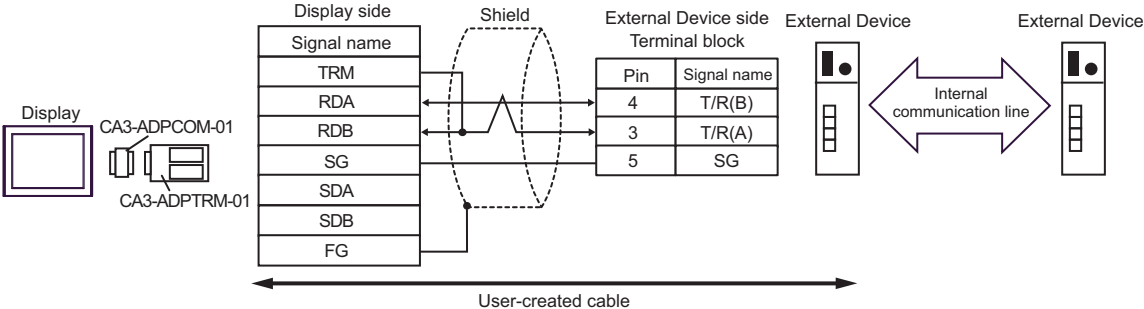 Display
CA3-ADPCOM-01
CA3-ADPTRM-01
Display side
Signal name
TRM
RDA
RDB
SG
SDA
SDB
FG
Shield
External Device side
Terminal block
Pin Signal name
4 T/R(B)
3 T/R(A)
5 SG
External Device
Internal
communication line
External Device
User-created cable